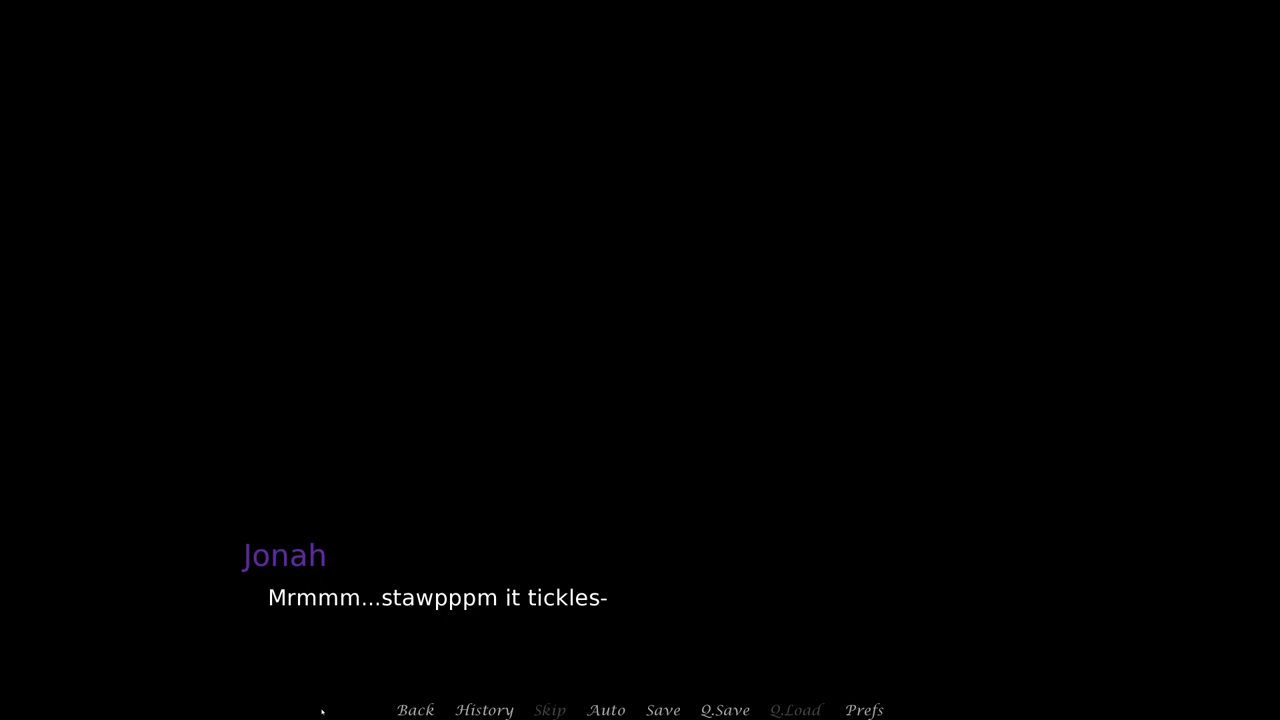 Jonah
Mrmmm...stawpppm it tickles-
Back History Skip Auto Save Q.Save Q.Load Prefs